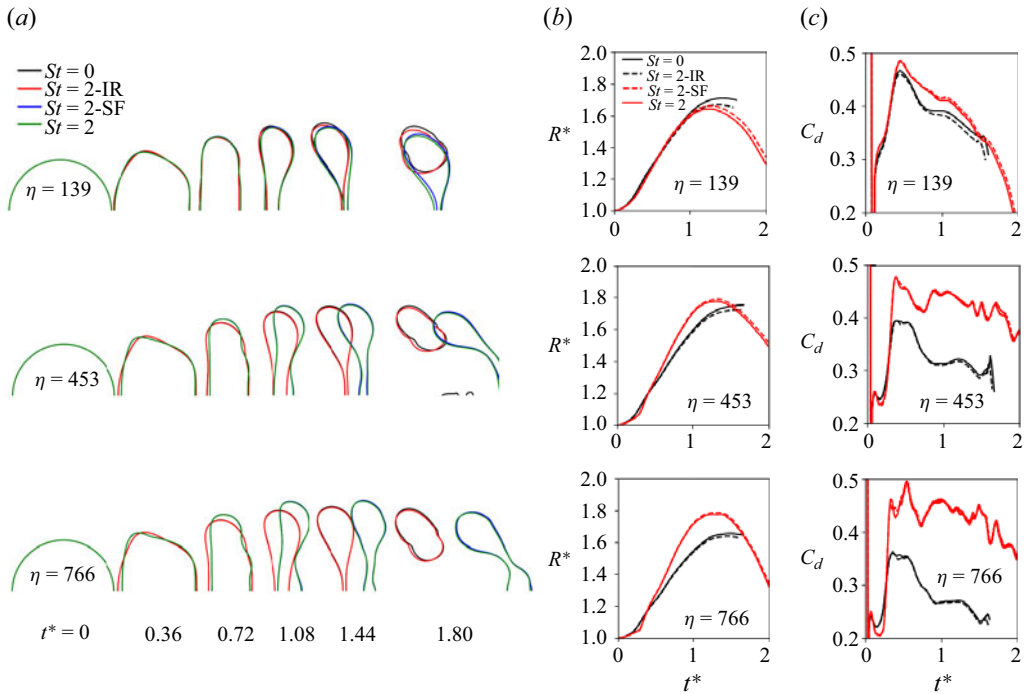 (a)
(b)
(c)
St = 0
St = 2-IR
St = 2-SF
St = 2
η = 139
η = 453
η = 766
t* = 0 0.36 0.72 1.08 1.44 1.80
2.0
1.8
1.6
R*
1.4
1.2
1.0
St = 0
St = 2-IR
St = 2-SF
St = 2
η = 139
0 1 2
2.0
1.8
1.6
R*
1.4
1.2
1.0
η = 453
0 1 2
2.0
1.8
1.6
R*
1.4
1.2
1.0
η = 766
0 1 2
t*
0.5
0.4
Cd
0.3
0.2
η = 139
0 1 2
0.5
0.4
Cd
0.3
0.2
η = 453
0 1 2
0.5
0.4
Cd
0.3
0.2
η = 766
0 1 2
t*